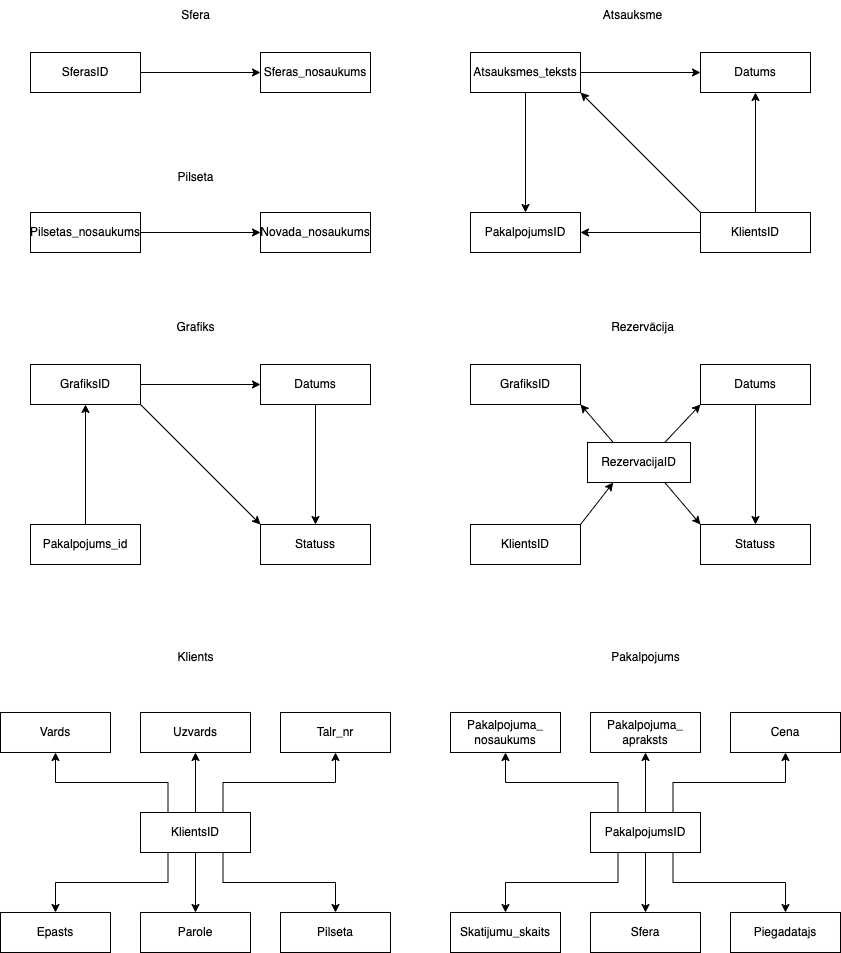 Sfera
SferasID
Sferas_nosaukums
Pilseta
Pilsetas_nosaukums
Novada_nosaukums
Atsauksme
Atsauksmes_teksts
Datums
PakalpojumsID
KlientsID
Grafiks
GrafiksID
Datums
Pakalpojums_id
Statuss
Rezervācija
GrafiksID
Datums
RezervacijaID
KlientsID
Statuss
Klients
Vards
Uzvards
Talr_nr
KlientsID
Epasts
Parole
Pilseta
Pakalpojums
Pakalpojuma_
nosaukums
Pakalpojuma_
apraksts
Cena
PakalpojumsID
Skatijumu_skaits
Sfera
Piegadatajs